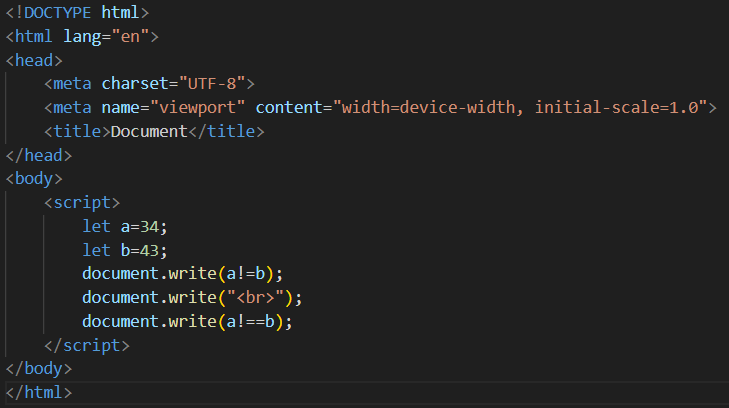 <!DOCTYPE html>
<html lang="en">
<head>
    <meta charset="UTF-8">
    <meta name="viewport" content="width=device-width, initial-scale=1.0">
    <title>Document</title>
</head>
<body>
    <script>
        let a=34;
        let b=43;
        document.write(a!=b);
        document.write("<br>");
        document.write(a!==b);
    </script>
</body>
</html>